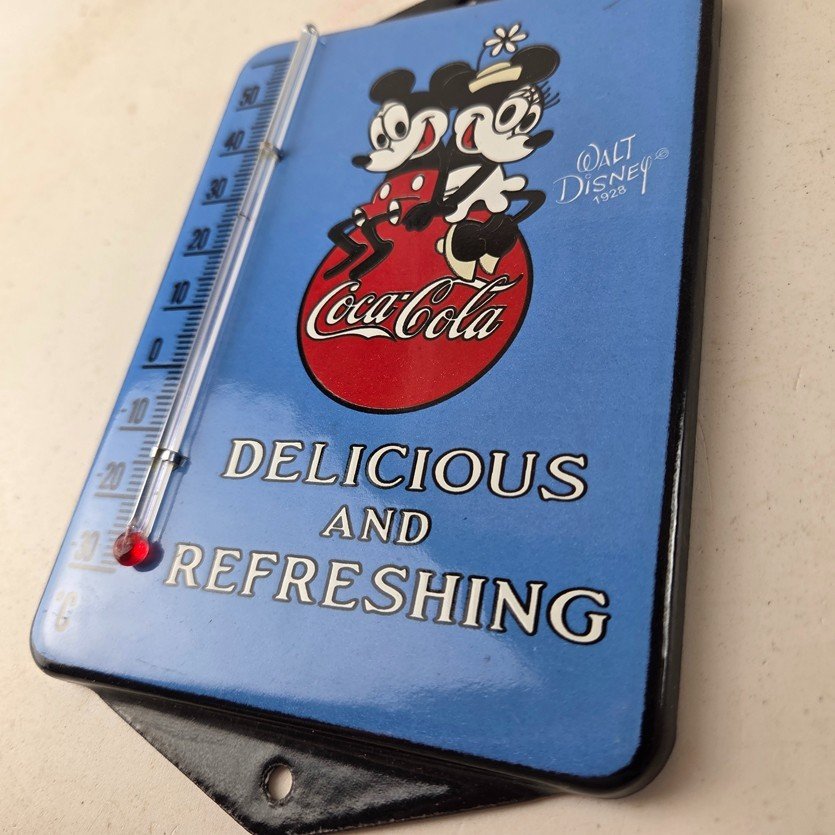 50
40
30
20
10
0
-10
-20
-30
°C
WALT
DISNEY ©
1928
Coca-Cola
DELICIOUS
AND
REFRESHING